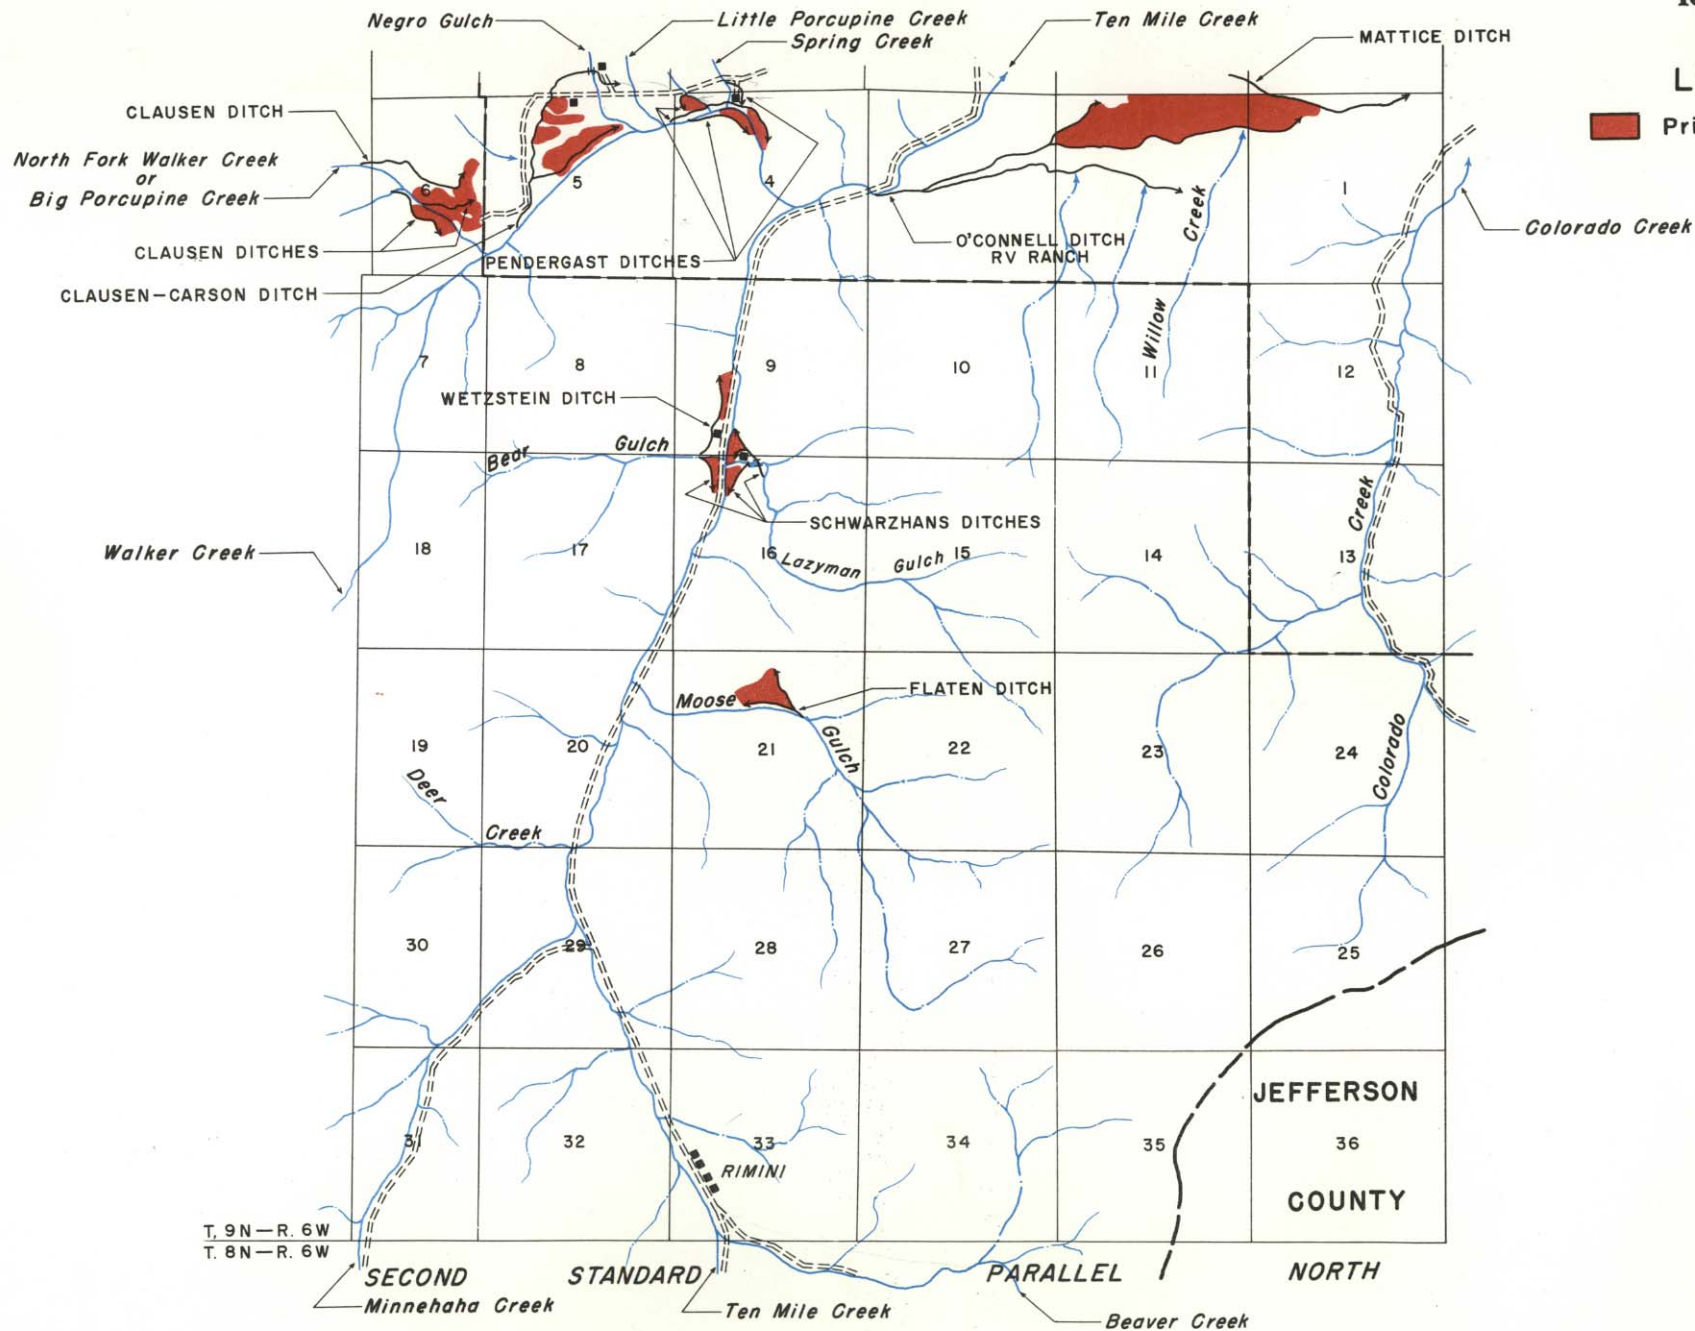 Negro Gulch
Little Porcupine Creek
Spring Creek
Ten Mile Creek
MATTICE DITCH
L
Pri
CLAUSEN DITCH
North Fork Walker Creek
or
Big Porcupine Creek
CLAUSEN DITCHES
CLAUSEN-CARSON DITCH
PENDERGAST DITCHES
O'CONNELL DITCH
RV RANCH
Colorado Creek
6
5
4
1
Willow Creek
7
8
9
10
11
12
WETZSTEIN DITCH
Bear Gulch
SCHWARZHANS DITCHES
Walker Creek
18
17
16
Lazyman Gulch
15
14
13
Creek
Moose
Gulch
FLATEN DITCH
19
20
21
22
23
24
Colorado
Deer
Creek
30
29
28
27
26
25
JEFFERSON
COUNTY
31
32
33
34
35
36
RIMINI
T. 9N—R. 6W
T. 8N—R. 6W
SECOND STANDARD PARALLEL NORTH
Minnehaha Creek
Ten Mile Creek
Beaver Creek